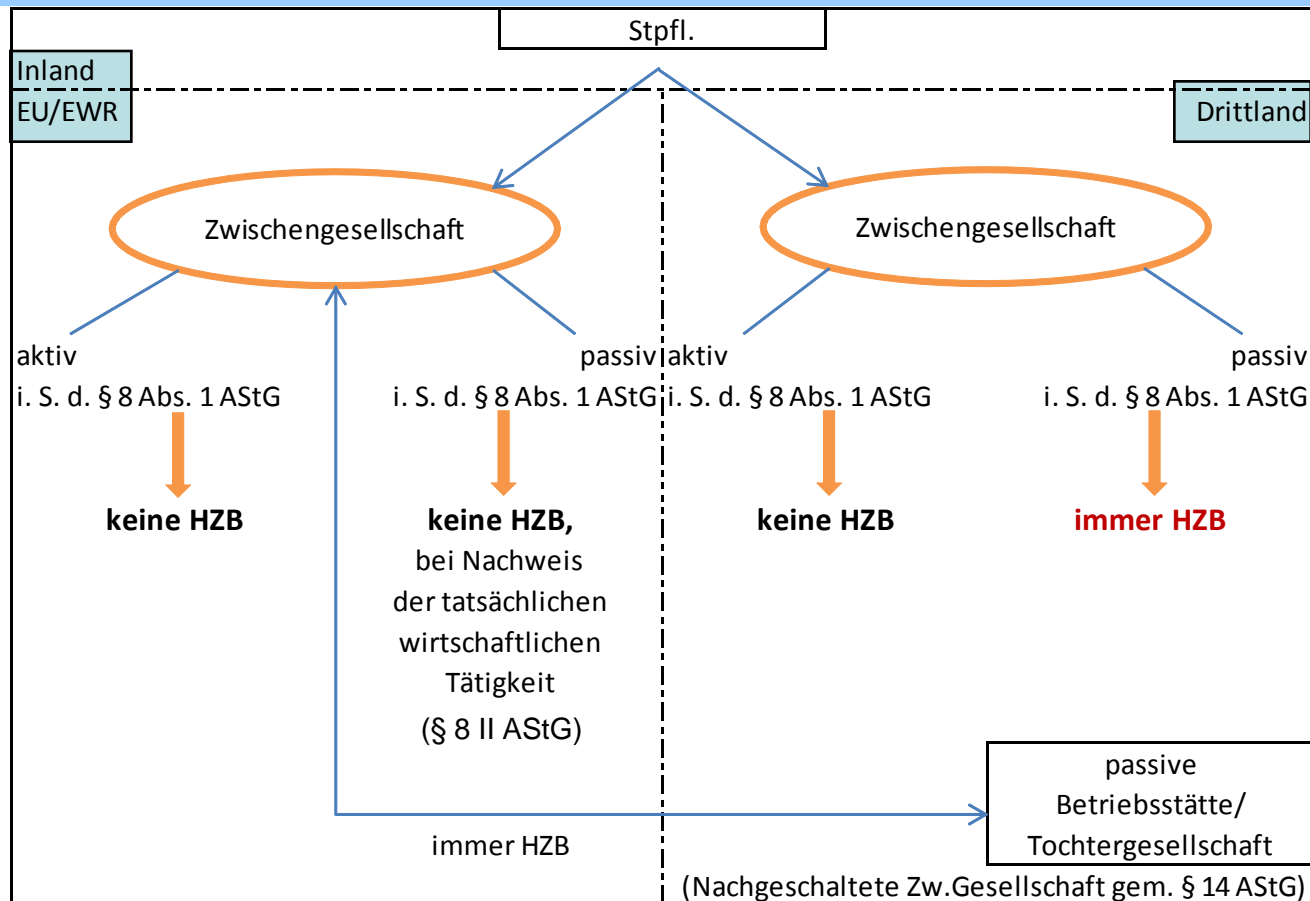 Stpfl.
Inland
EU/EWR
Drittland
Zwischengesellschaft
Zwischengesellschaft
aktiv
i. S. d. § 8 Abs. 1 AStG
passiv
i. S. d. § 8 Abs. 1 AStG
aktiv
i. S. d. § 8 Abs. 1 AStG
passiv
i. S. d. § 8 Abs. 1 AStG
keine HZB
keine HZB,
bei Nachweis
der tatsächlichen
wirtschaftlichen
Tätigkeit
(§ 8 II AStG)
keine HZB
immer HZB
immer HZB
passive
Betriebsstätte/
Tochtergesellschaft
(Nachgeschaltete Zw.Gesellschaft gem. § 14 AStG)